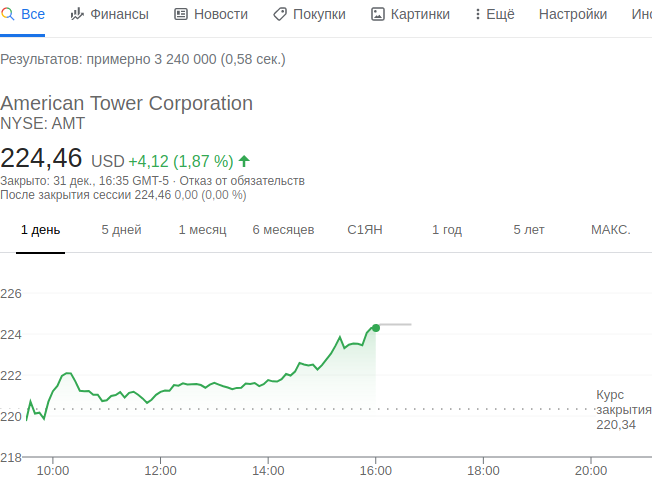 Все Финансы Новости Покупки Картинки Ещё Настройки
Результатов: примерно 3 240 000 (0,58 сек.)
American Tower Corporation
NYSE: AMT
224,46 USD +4,12 (1,87 %)
Закрыто: 31 дек., 16:35 GMT-5 · Отказ от обязательств
После закрытия сессии 224,46 0,00 (0,00 %)
1 день 5 дней 1 месяц 6 месяцев С1ЯН 1 год 5 лет МАКС.
226
224
222
220
218
Курс
закрытия
220,34
10:00 12:00 14:00 16:00 18:00 20:00